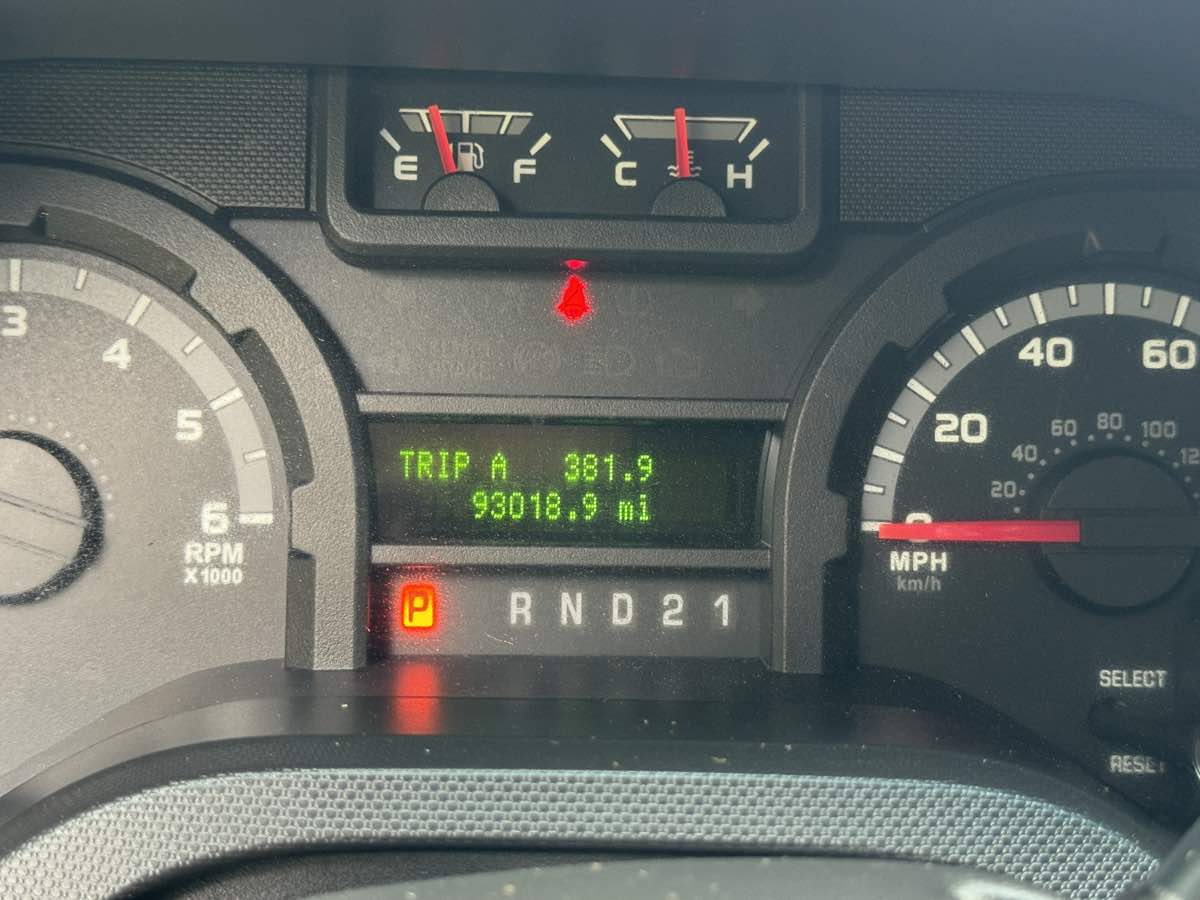 E F
C H
3
4
5
6
RPM
X1000
TRIP A 381.9
93018.9 mi
P R N D 2 1
0
20
40
60
20
40
60
80
100
MPH
km/h
SELECT
RESET